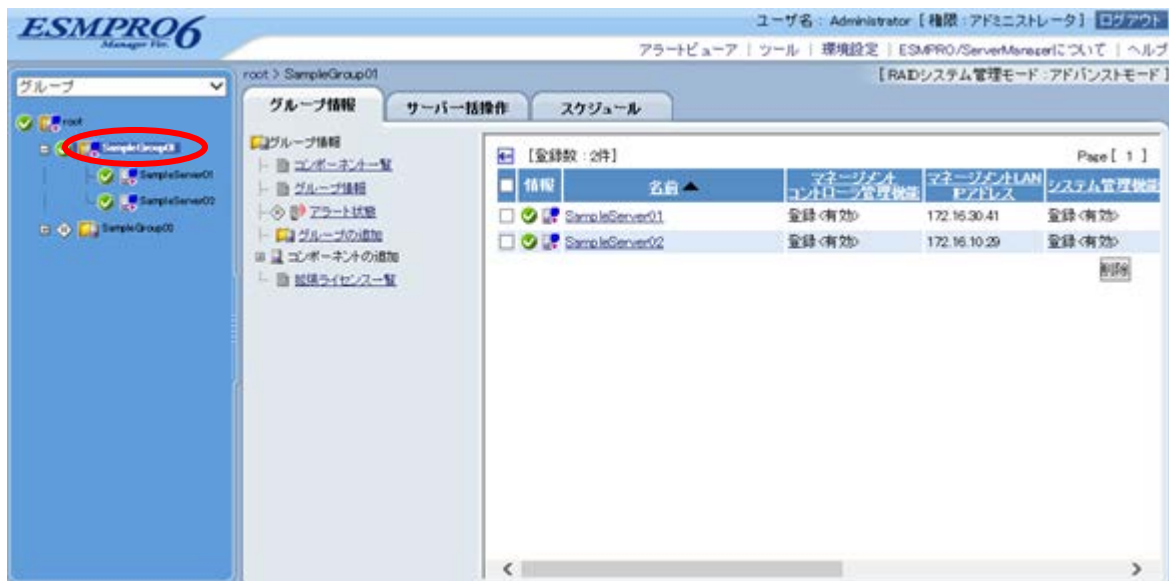 ESMPRO6
Manager Ver.
ユーザ名 : Administrator [ 権限 : アドミニストレータ ] ログアウト
アラートビューア | ツール | 環境設定 | ESMPRO/ServerManagerについて | ヘルプ
グループ
root
SampleGroup01
SampleServer01
SampleServer02
root > SampleGroup01
[ RAIDシステム管理モード : アドバンストモード ]
グループ情報 サーバ一括操作 スケジュール
グループ情報
コンポーネント一覧
グループ情報
アラート状態
グループの追加
コンポーネントの追加
拡張ライセンス一覧
[登録数 : 2件] Page [ 1 ]
情報 名前▲ マネージメントコントローラ管理機能 マネージメントLAN IPアドレス システム管理機能
SampleServer01 登録<有効> 172.16.30.41 登録<有効>
SampleServer02 登録<有効> 172.16.10.29 登録<有効>
削除